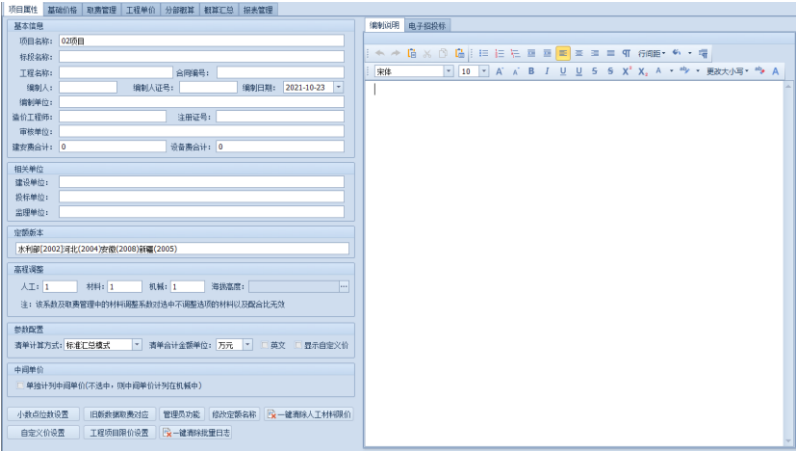 项目属性 基础价格 取费管理 工程单价 分部概算 概算汇总 报表管理
基本信息
项目名称: 02项目
标段名称:
工程名称: 合同编号:
编制人: 编制人证号: 编制日期: 2021-10-23
编制单位:
造价工程师: 注册证号:
审核单位:
建安费合计: 0 设备费合计: 0
相关单位
建设单位:
投标单位:
监理单位:
定额版本
水利部[2002]河北(2004)安徽(2008)新疆(2005)
高程调整
人工: 1 材料: 1 机械: 1 海拔高度: ...
注: 该系数及取费管理中的材料调整系数对选中不调整选项的材料以及配合比无效
参数配置
清单计算方式: 标准汇总模式 清单合计金额单位: 万元 英文 显示自定义价
中间单价
单独计列中间单价(不选中，则中间单价计列在机械中)
小数点位数设置 旧新数据取费对应 管理员功能 修改定额名称 一键清除人工材料限价
自定义价设置 工程项目限价设置 一键清除批量日志
编制说明 电子招投标
行间距
宋体 10 A A B I U U S S X X A aby 更改大小写 A